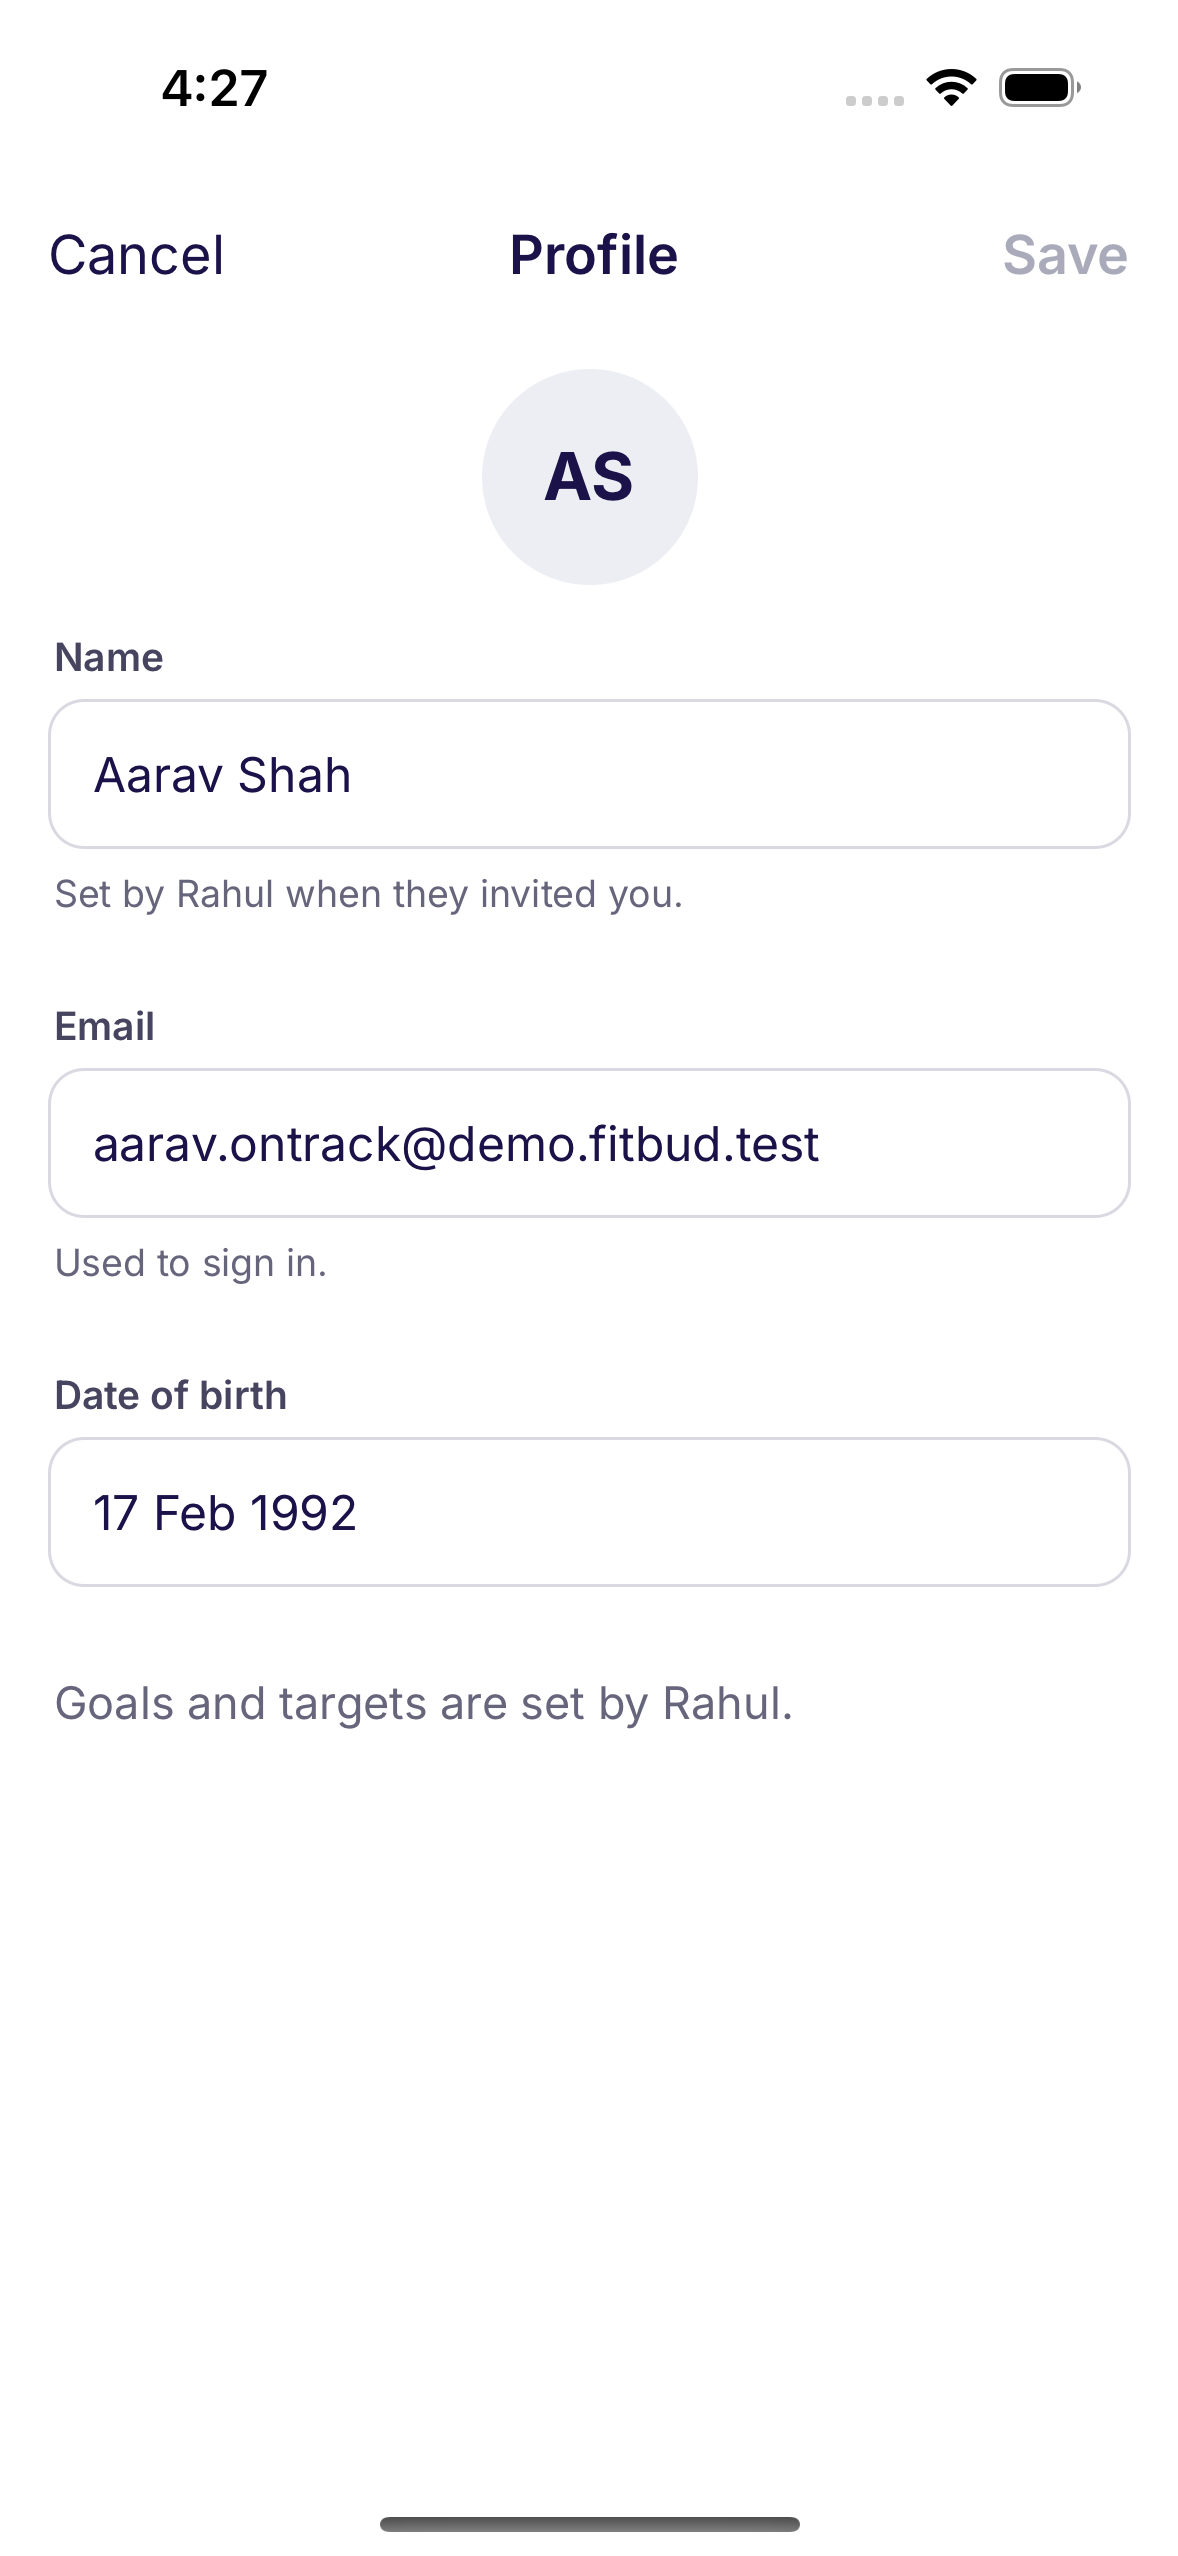 4:27
Cancel
Profile
Save
AS
Name
Aarav Shah
Set by Rahul when they invited you.
Email
aarav.ontrack@demo.fitbud.test
Used to sign in.
Date of birth
17 Feb 1992
Goals and targets are set by Rahul.